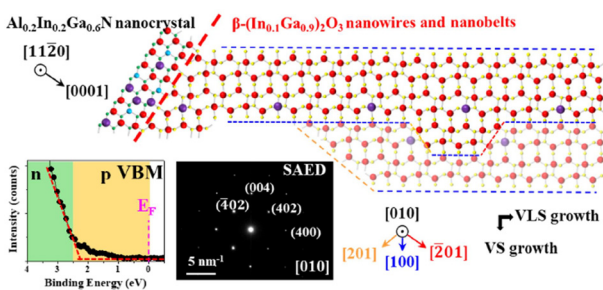 Al0.2In0.2Ga0.6N nanocrystal
β-(In0.1Ga0.9)2O3 nanowires and nanobelts
[112̄0]
[0001]
n
p VBM
EF
Intensity (counts)
5 4 3 2 1 0
Binding Energy (eV)
SAED
(004)
(4̄02)
(402)
(400)
5 nm-1
[010]
[010]
[201]
[100]
[2̄01]
VLS growth
VS growth